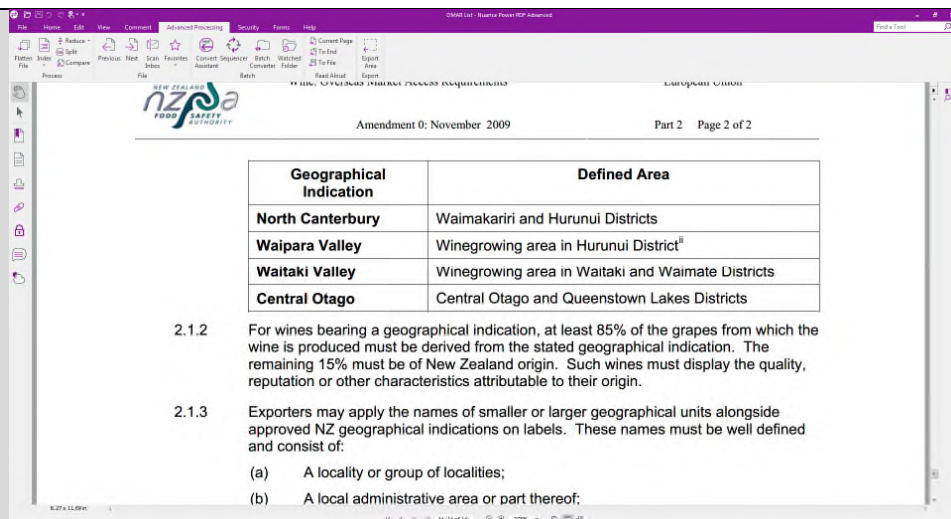 OMAR List - Nuance Power PDF Advanced
File Home Edit View Comment Advanced Processing Security Forms Help
Find a Tool
Flatten File
Index
Reduce
Split
Compare
Previous
Next
Scan Inbox
Favorites
Convert Assistant
Sequencer
Batch Converter
Watched Folder
Current Page
To End
To File
Export Area
Process File Batch Read Aloud Export
Wine: Overseas Market Access Requirements European Union
NEW ZEALAND
nzfsa
FOOD SAFETY
AUTHORITY
Amendment 0: November 2009 Part 2 Page 2 of 2
Geographical Indication Defined Area
North Canterbury Waimakariri and Hurunui Districts
Waipara Valley Winegrowing area in Hurunui District ii
Waitaki Valley Winegrowing area in Waitaki and Waimate Districts
Central Otago Central Otago and Queenstown Lakes Districts
2.1.2 For wines bearing a geographical indication, at least 85% of the grapes from which the
wine is produced must be derived from the stated geographical indication. The
remaining 15% must be of New Zealand origin. Such wines must display the quality,
reputation or other characteristics attributable to their origin.
2.1.3 Exporters may apply the names of smaller or larger geographical units alongside
approved NZ geographical indications on labels. These names must be well defined
and consist of:
(a) A locality or group of localities;
(b) A local administrative area or part thereof;
8.27 x 11.69 in